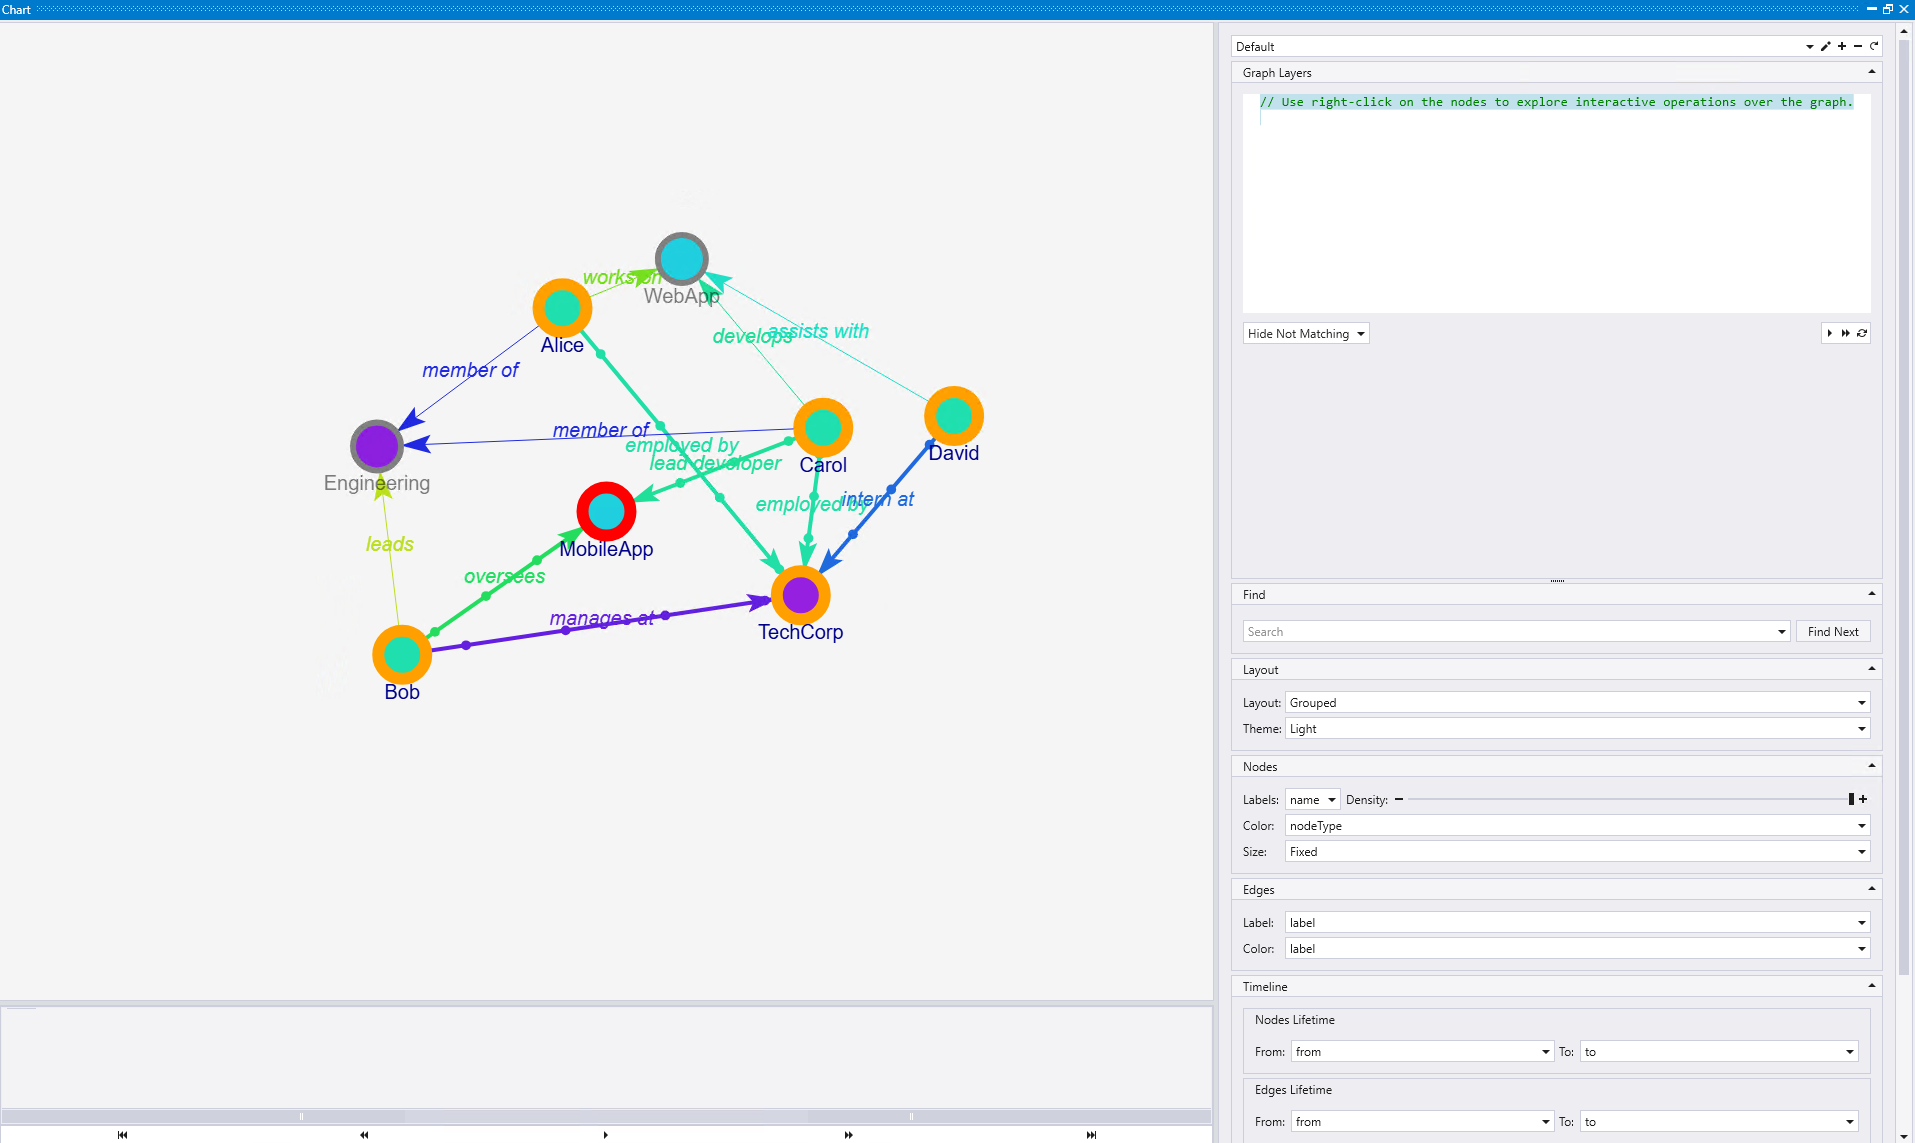 Chart
works on
WebApp
Alice
develops
assists with
member of
member of
employed by
lead developer
Carol
David
Engineering
employed by
intern at
MobileApp
leads
oversees
manages at
TechCorp
Bob
Default
Graph Layers
// Use right-click on the nodes to explore interactive operations over the graph.
Hide Not Matching
Find
Search
Find Next
Layout
Layout: Grouped
Theme: Light
Nodes
Labels: name Density:
Color: nodeType
Size: Fixed
Edges
Label: label
Color: label
Timeline
Nodes Lifetime
From: from To: to
Edges Lifetime
From: from To: to